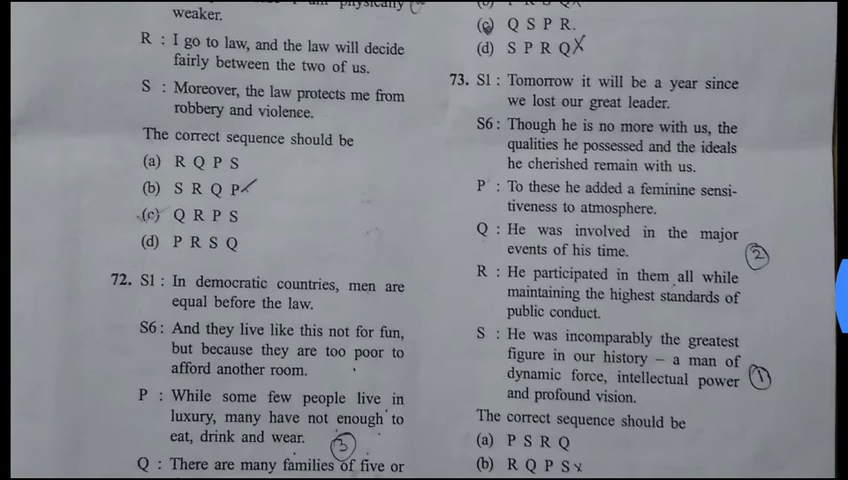 weaker.
R : I go to law, and the law will decide
fairly between the two of us.
S : Moreover, the law protects me from
robbery and violence.
The correct sequence should be
(a) R Q P S
(b) S R Q P
(c) Q R P S
(d) P R S Q
72. S1 : In democratic countries, men are
equal before the law.
S6 : And they live like this not for fun,
but because they are too poor to
afford another room.
P : While some few people live in
luxury, many have not enough to
eat, drink and wear.
3
Q : There are many families of five or
(c) Q S P R.
(d) S P R Q X
73. S1 : Tomorrow it will be a year since
we lost our great leader.
S6 : Though he is no more with us, the
qualities he possessed and the ideals
he cherished remain with us.
P : To these he added a feminine sensi-
tiveness to atmosphere.
Q : He was involved in the major
events of his time.
2
R : He participated in them all while
maintaining the highest standards of
public conduct.
S : He was incomparably the greatest
figure in our history – a man of
dynamic force, intellectual power
and profound vision.
1
The correct sequence should be
(a) P S R Q
(b) R Q P S x